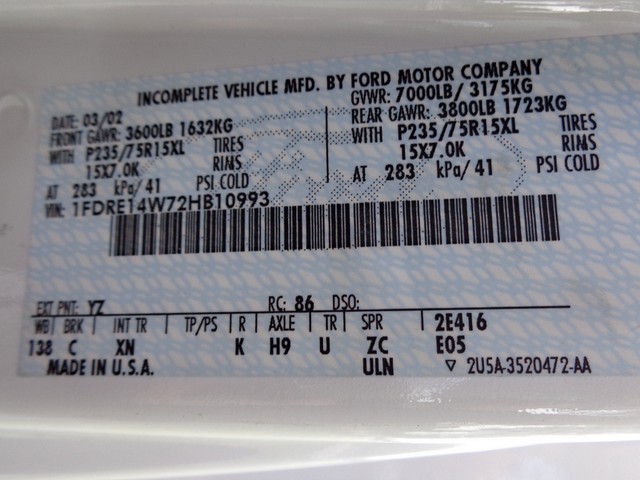 INCOMPLETE VEHICLE MFD. BY FORD MOTOR COMPANY
DATE: 03/02 GVWR: 7000LB/ 3175KG
FRONT GAWR: 3600LB 1632KG REAR GAWR: 3800LB 1723KG
WITH P235/75R15XL TIRES WITH P235/75R15XL TIRES
15X7.0K RIMS 15X7.0K RIMS
AT 283 kPa/ 41 PSI COLD AT 283 kPa/ 41 PSI COLD
VIN: 1FDRE14W72HB10993
EXT PNT: YZ RC: 86 DSO:
WB BRK INT TR TP/PS R AXLE TR SPR 2E416
138 C XN K H9 U ZC E05
MADE IN U.S.A. ULN ▽ 2U5A-3520472-AA